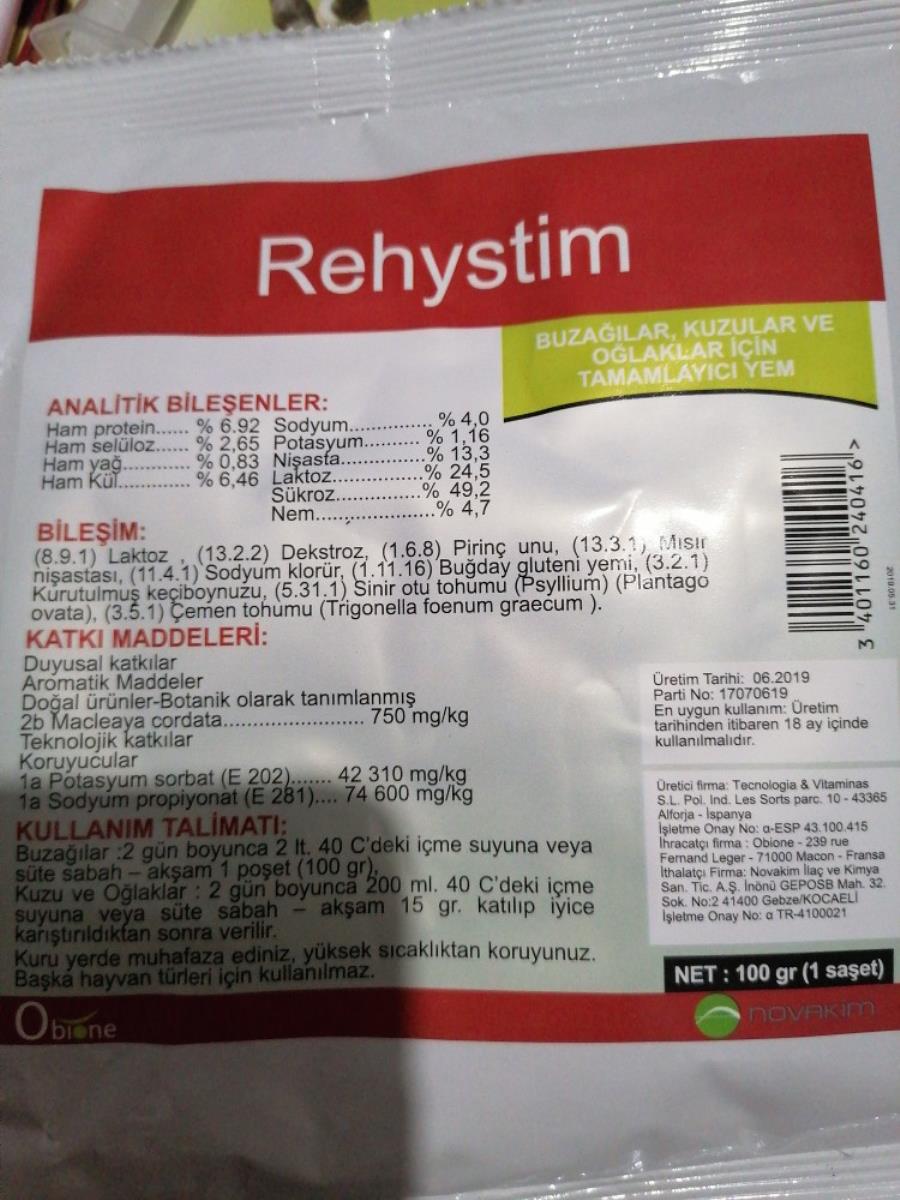 Rehystim
BUZAĞILAR, KUZULAR VE
OĞLAKLAR İÇİN
TAMAMLAYICI YEM
ANALİTİK BİLEŞENLER:
Ham protein...... % 6.92 Sodyum............... % 4,0
Ham selüloz...... % 2,65 Potasyum.......... % 1,16
Ham yağ............ % 0,83 Nişasta...............% 13,3
Ham Kül............. % 6,46 Laktoz................% 24,5
Sükroz...............% 49,2
Nem.....................% 4,7
BİLEŞİM:
(8.9.1) Laktoz , (13.2.2) Dekstroz, (1.6.8) Pirinç unu, (13.3.1) Mısır
nişastası, (11.4.1) Sodyum klorür, (1.11.16) Buğday gluteni yemi, (3.2.1)
Kurutulmuş keçiboynuzu, (5.31.1) Sinir otu tohumu (Psyllium) (Plantago
ovata), (3.5.1) Çemen tohumu (Trigonella foenum graecum ).
KATKI MADDELERİ:
Duyusal katkılar
Aromatik Maddeler
Doğal ürünler-Botanik olarak tanımlanmış
2b Macleaya cordata....................... 750 mg/kg
Teknolojik katkılar
Koruyucular
1a Potasyum sorbat (E 202)....... 42 310 mg/kg
1a Sodyum propiyonat (E 281).... 74 600 mg/kg
KULLANIM TALİMATI:
Buzağılar :2 gün boyunca 2 lt. 40 C'deki içme suyuna veya
süte sabah – akşam 1 poşet (100 gr),
Kuzu ve Oğlaklar : 2 gün boyunca 200 ml. 40 C'deki içme
suyuna veya süte sabah – akşam 15 gr. katılıp iyice
karıştırıldıktan sonra verilir.
Kuru yerde muhafaza ediniz, yüksek sıcaklıktan koruyunuz.
Başka hayvan türleri için kullanılmaz.
3 401160 240416 >
2019.05.31
Üretim Tarihi: 06.2019
Parti No: 17070619
En uygun kullanım: Üretim
tarihinden itibaren 18 ay içinde
kullanılmalıdır.
Üretici firma: Tecnologia & Vitaminas
S.L. Pol. Ind. Les Sorts parc. 10 - 43365
Alforja - İspanya
İşletme Onay No: α-ESP 43.100.415
İhracatçı firma : Obione - 239 rue
Fernand Leger - 71000 Macon - Fransa
İthalatçı Firma: Novakim İlaç ve Kimya
San. Tic. A.Ş. İnönü GEPOSB Mah. 32.
Sok. No:2 41400 Gebze/KOCAELİ
İşletme Onay No: α TR-4100021
NET : 100 gr (1 saşet)
Obione
novakim